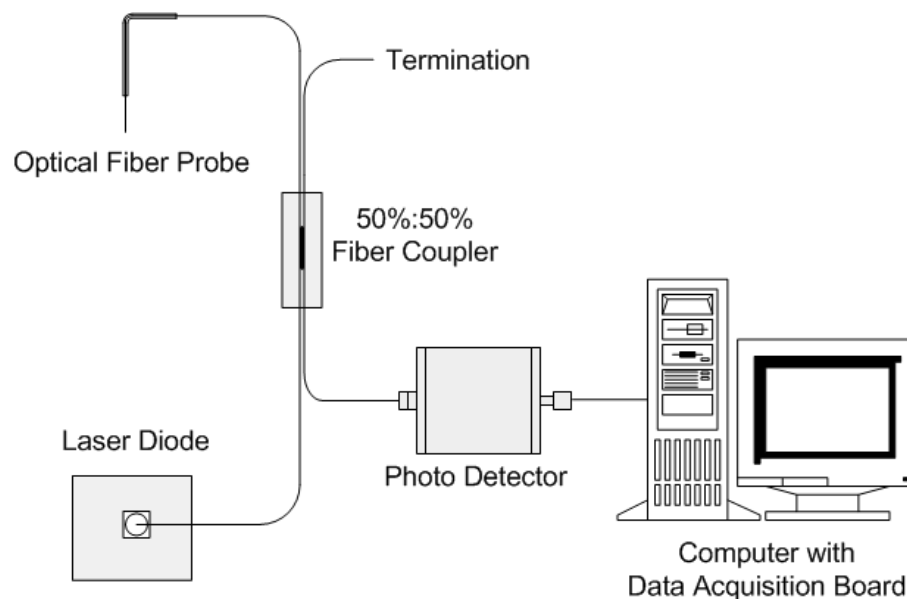 Termination
Optical Fiber Probe
50%:50%
Fiber Coupler
Laser Diode
Photo Detector
Computer with
Data Acquisition Board